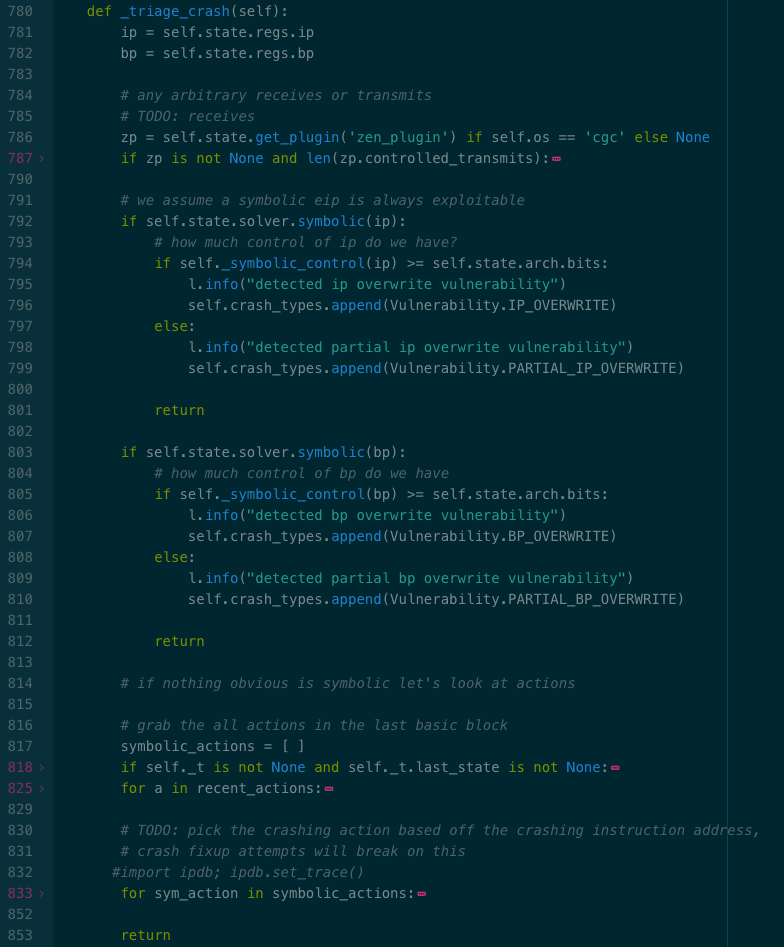 780 def _triage_crash(self):
781 ip = self.state.regs.ip
782 bp = self.state.regs.bp
783
784 # any arbitrary receives or transmits
785 # TODO: receives
786 zp = self.state.get_plugin('zen_plugin') if self.os == 'cgc' else None
787 › if zp is not None and len(zp.controlled_transmits):
790
791 # we assume a symbolic eip is always exploitable
792 if self.state.solver.symbolic(ip):
793 # how much control of ip do we have?
794 if self._symbolic_control(ip) >= self.state.arch.bits:
795 l.info("detected ip overwrite vulnerability")
796 self.crash_types.append(Vulnerability.IP_OVERWRITE)
797 else:
798 l.info("detected partial ip overwrite vulnerability")
799 self.crash_types.append(Vulnerability.PARTIAL_IP_OVERWRITE)
800
801 return
802
803 if self.state.solver.symbolic(bp):
804 # how much control of bp do we have
805 if self._symbolic_control(bp) >= self.state.arch.bits:
806 l.info("detected bp overwrite vulnerability")
807 self.crash_types.append(Vulnerability.BP_OVERWRITE)
808 else:
809 l.info("detected partial bp overwrite vulnerability")
810 self.crash_types.append(Vulnerability.PARTIAL_BP_OVERWRITE)
811
812 return
813
814 # if nothing obvious is symbolic let's look at actions
815
816 # grab the all actions in the last basic block
817 symbolic_actions = [ ]
818 › if self._t is not None and self._t.last_state is not None:
825 › for a in recent_actions:
829
830 # TODO: pick the crashing action based off the crashing instruction address,
831 # crash fixup attempts will break on this
832 #import ipdb; ipdb.set_trace()
833 › for sym_action in symbolic_actions:
852
853 return